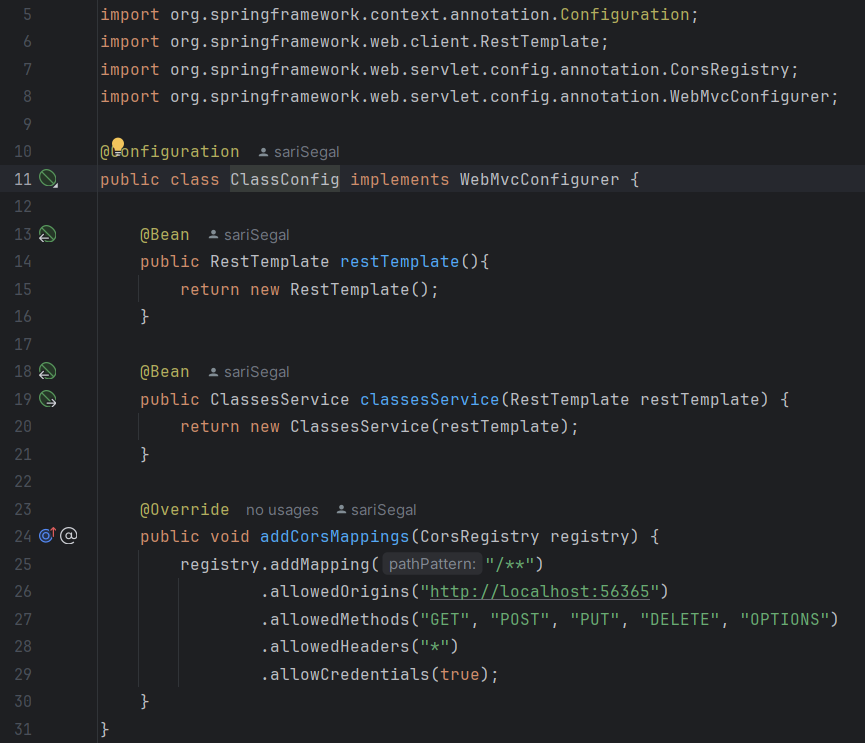 5 import org.springframework.context.annotation.Configuration;
6 import org.springframework.web.client.RestTemplate;
7 import org.springframework.web.servlet.config.annotation.CorsRegistry;
8 import org.springframework.web.servlet.config.annotation.WebMvcConfigurer;
9
10 @Configuration sariSegal
11 public class ClassConfig implements WebMvcConfigurer {
12
13 @Bean sariSegal
14 public RestTemplate restTemplate(){
15 return new RestTemplate();
16 }
17
18 @Bean sariSegal
19 public ClassesService classesService(RestTemplate restTemplate) {
20 return new ClassesService(restTemplate);
21 }
22
23 @Override no usages sariSegal
24 @ public void addCorsMappings(CorsRegistry registry) {
25 registry.addMapping( pathPattern: "/**")
26 .allowedOrigins("http://localhost:56365")
27 .allowedMethods("GET", "POST", "PUT", "DELETE", "OPTIONS")
28 .allowedHeaders("*")
29 .allowCredentials(true);
30 }
31 }